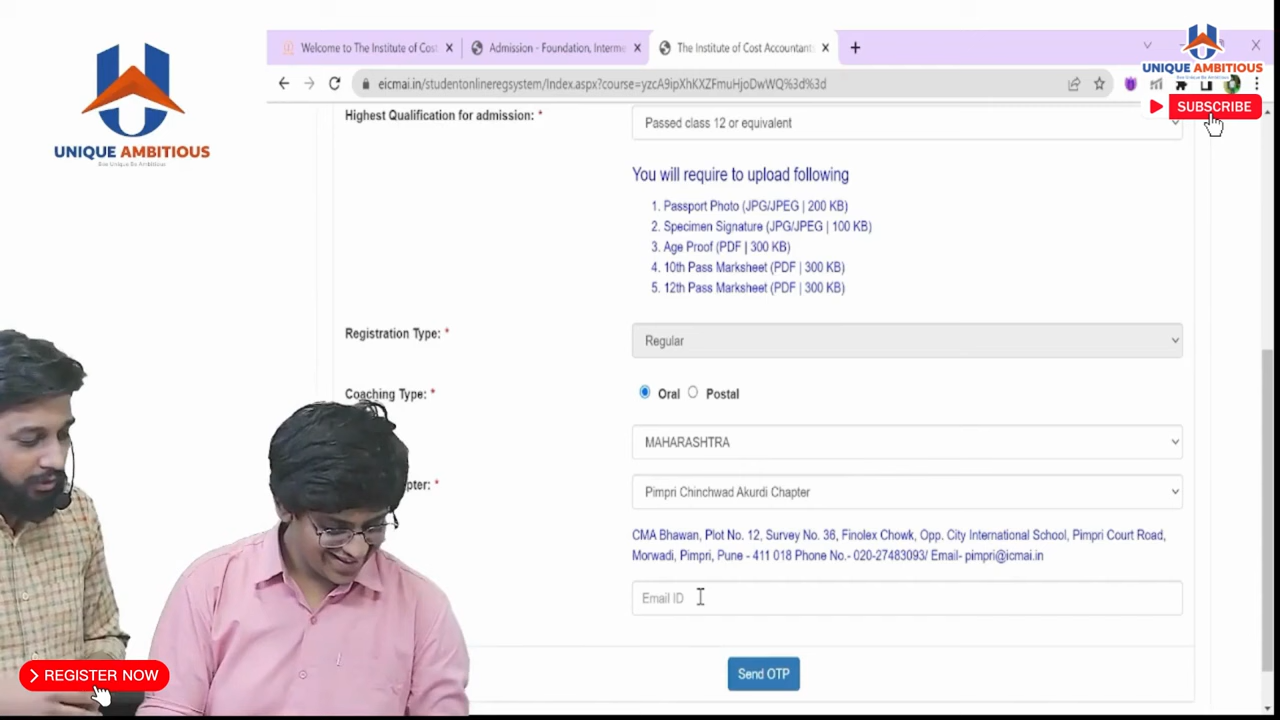 UNIQUE AMBITIOUS
Welcome to The Institute of Cost
Admission - Foundation, Interme
The Institute of Cost Accountant
UNIQUE AMBITIOUS
SUBSCRIBE
eicmai.in/studentonlineregsystem/Index.aspx?course=yzcA9ipXhKXZFmuHjoDwWQ%3d%3d
Highest Qualification for admission: *
Passed class 12 or equivalent
You will require to upload following
1. Passport Photo (JPG/JPEG | 200 KB)
2. Specimen Signature (JPG/JPEG | 100 KB)
3. Age Proof (PDF | 300 KB)
4. 10th Pass Marksheet (PDF | 300 KB)
5. 12th Pass Marksheet (PDF | 300 KB)
Registration Type: *
Regular
Coaching Type: *
Oral
Postal
MAHARASHTRA
pter: *
Pimpri Chinchwad Akurdi Chapter
CMA Bhawan, Plot No. 12, Survey No. 36, Finolex Chowk, Opp. City International School, Pimpri Court Road,
Morwadi, Pimpri, Pune - 411 018 Phone No.- 020-27483093/ Email- pimpri@icmai.in
Email ID
Send OTP
REGISTER NOW